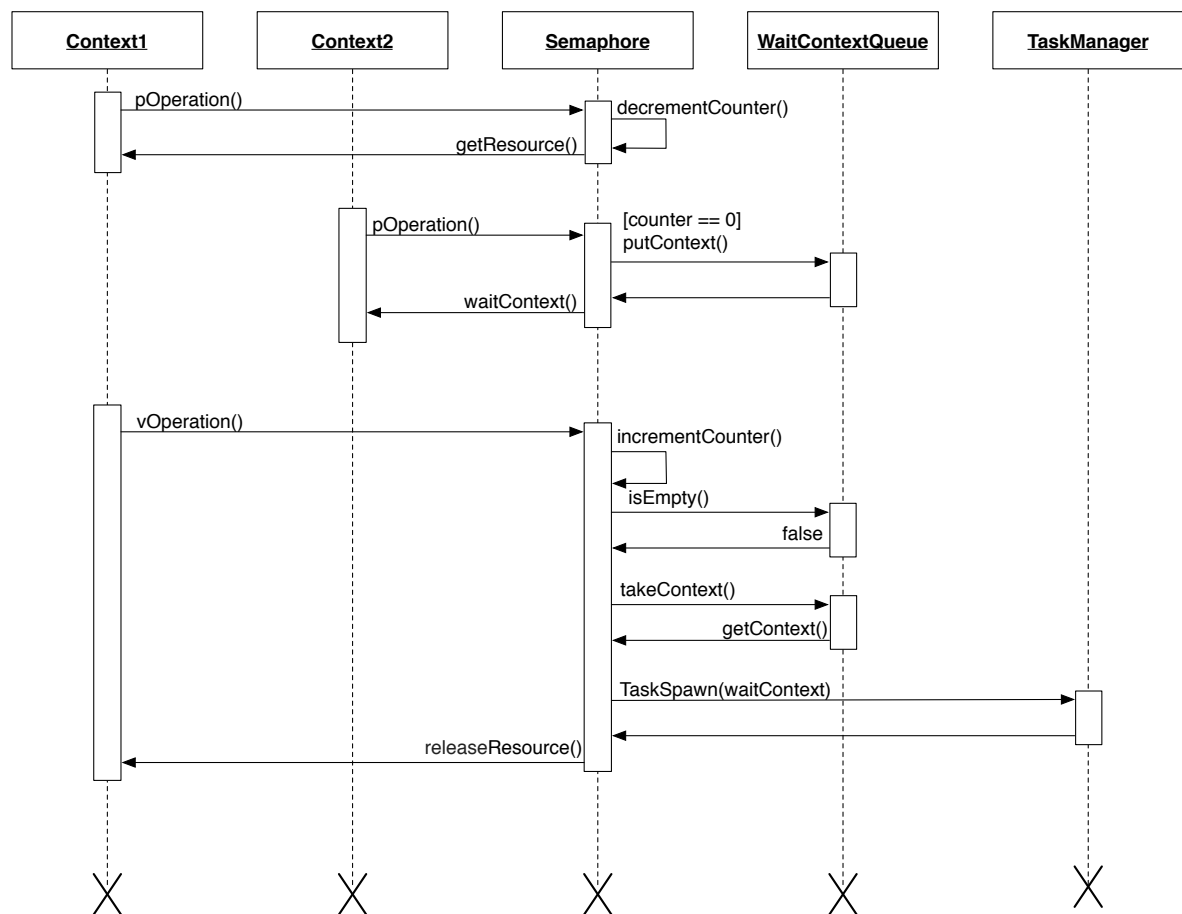 Context1
Context2
Semaphore
WaitContextQueue
TaskManager
pOperation()
decrementCounter()
getResource()
pOperation()
[counter == 0]
putContext()
waitContext()
vOperation()
incrementCounter()
isEmpty()
false
takeContext()
getContext()
TaskSpawn(waitContext)
releaseResource()